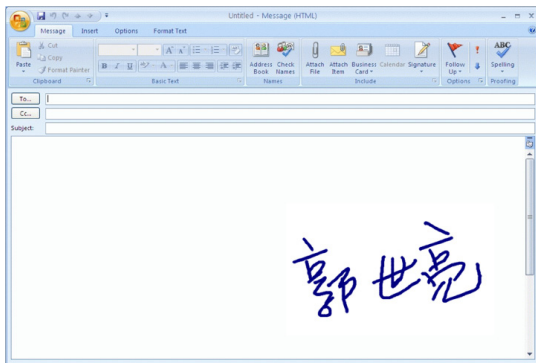 Untitled - Message (HTML)
Message Insert Options Format Text
Paste
Cut
Copy
Format Painter
Clipboard
B I U
Basic Text
Address Book
Check Names
Names
Attach File
Attach Item
Business Card
Calendar
Signature
Include
Follow Up
Options
ABC
Spelling
Proofing
To...
Cc...
Subject:
郭世亮